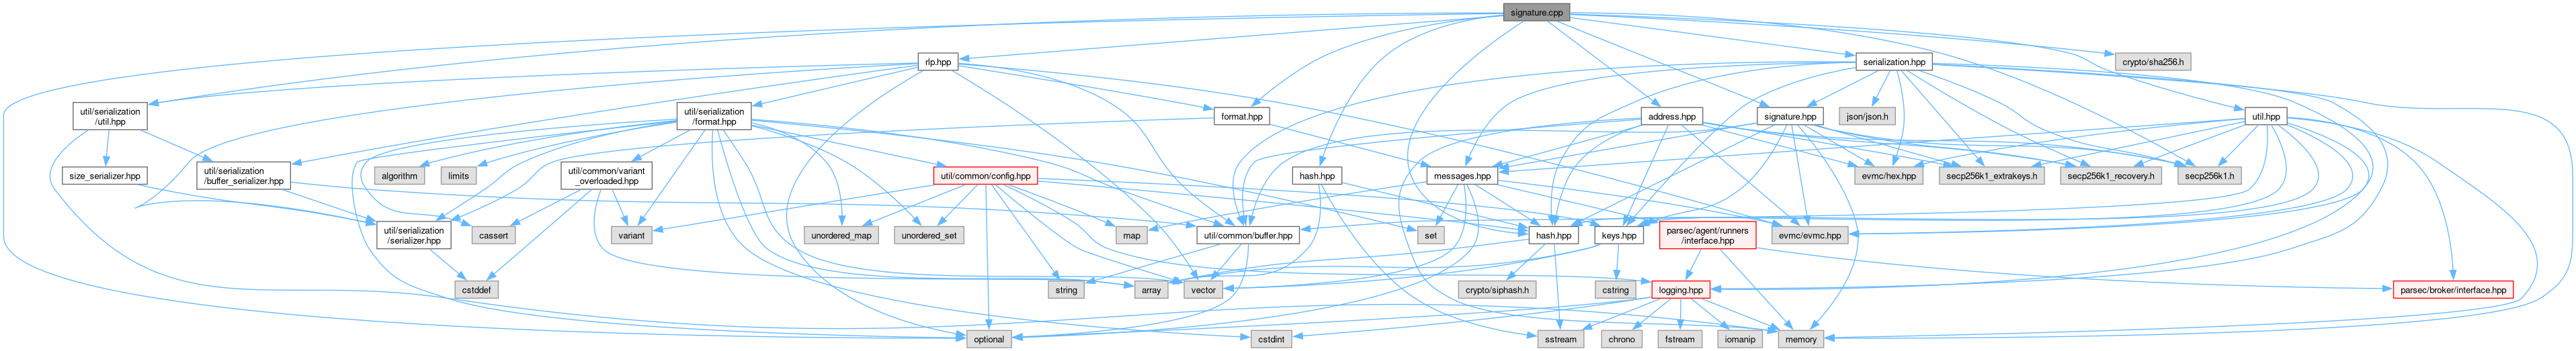 signature.cpp
rlp.hpp
serialization.hpp
crypto/sha256.h
util/serialization
/util.hpp
util/serialization
/format.hpp
format.hpp
address.hpp
signature.hpp
json/json.h
util.hpp
size_serializer.hpp
util/serialization
/buffer_serializer.hpp
algorithm
limits
util/common/variant
_overloaded.hpp
util/common/config.hpp
hash.hpp
messages.hpp
evmc/hex.hpp
secp256k1_extrakeys.h
secp256k1_recovery.h
secp256k1.h
util/serialization
/serializer.hpp
cassert
variant
unordered_map
unordered_set
map
util/common/buffer.hpp
set
hash.hpp
keys.hpp
parsec/agent/runners
/interface.hpp
evmc/evmc.hpp
cstddef
string
array
vector
crypto/siphash.h
cstring
logging.hpp
parsec/broker/interface.hpp
optional
cstdint
sstream
chrono
fstream
iomanip
memory